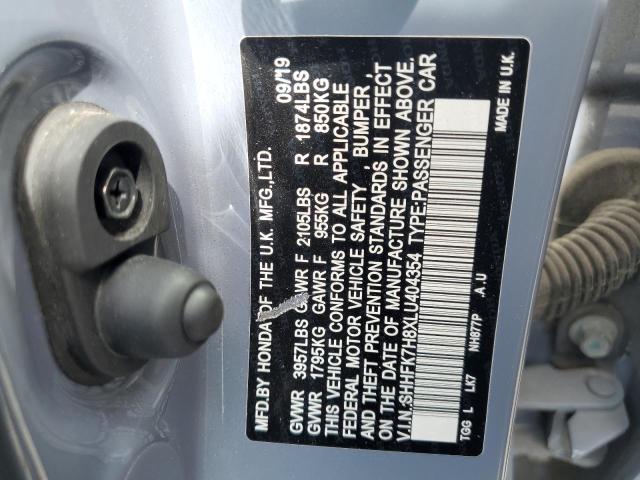 MFD.BY HONDA OF THE U.K. MFG.,LTD. 09/19
GVWR 3957LBS GAWR F 2105LBS R 1874LBS
GVWR 1795KG GAWR F 955KG R 850KG
THIS VEHICLE CONFORMS TO ALL APPLICABLE
FEDERAL MOTOR VEHICLE SAFETY , BUMPER ,
AND THEFT PREVENTION STANDARDS IN EFFECT
ON THE DATE OF MANUFACTURE SHOWN ABOVE.
V.I.N.:SHHFK7H8XLU404354 TYPE:PASSENGER CAR
TGG L LK7 NH877P A.U MADE IN U.K.